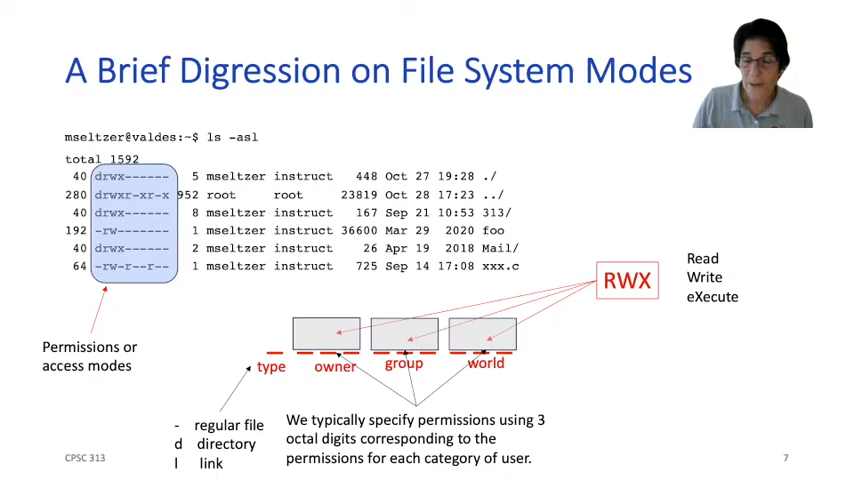 A Brief Digression on File System Modes
mseltzer@valdes:~$ ls -asl
total 1592
40 drwx------ 5 mseltzer instruct 448 Oct 27 19:28 ./
280 drwxr-xr-x 952 root root 23819 Oct 28 17:23 ../
40 drwx------ 8 mseltzer instruct 167 Sep 21 10:53 313/
192 -rw------- 1 mseltzer instruct 36600 Mar 29 2020 foo
40 drwx------ 2 mseltzer instruct 26 Apr 19 2018 Mail/
64 -rw-r--r-- 1 mseltzer instruct 725 Sep 14 17:08 xxx.c
RWX
Read
Write
eXecute
Permissions or
access modes
type owner group world
- regular file
d directory
l link
We typically specify permissions using 3
octal digits corresponding to the
permissions for each category of user.
CPSC 313
7